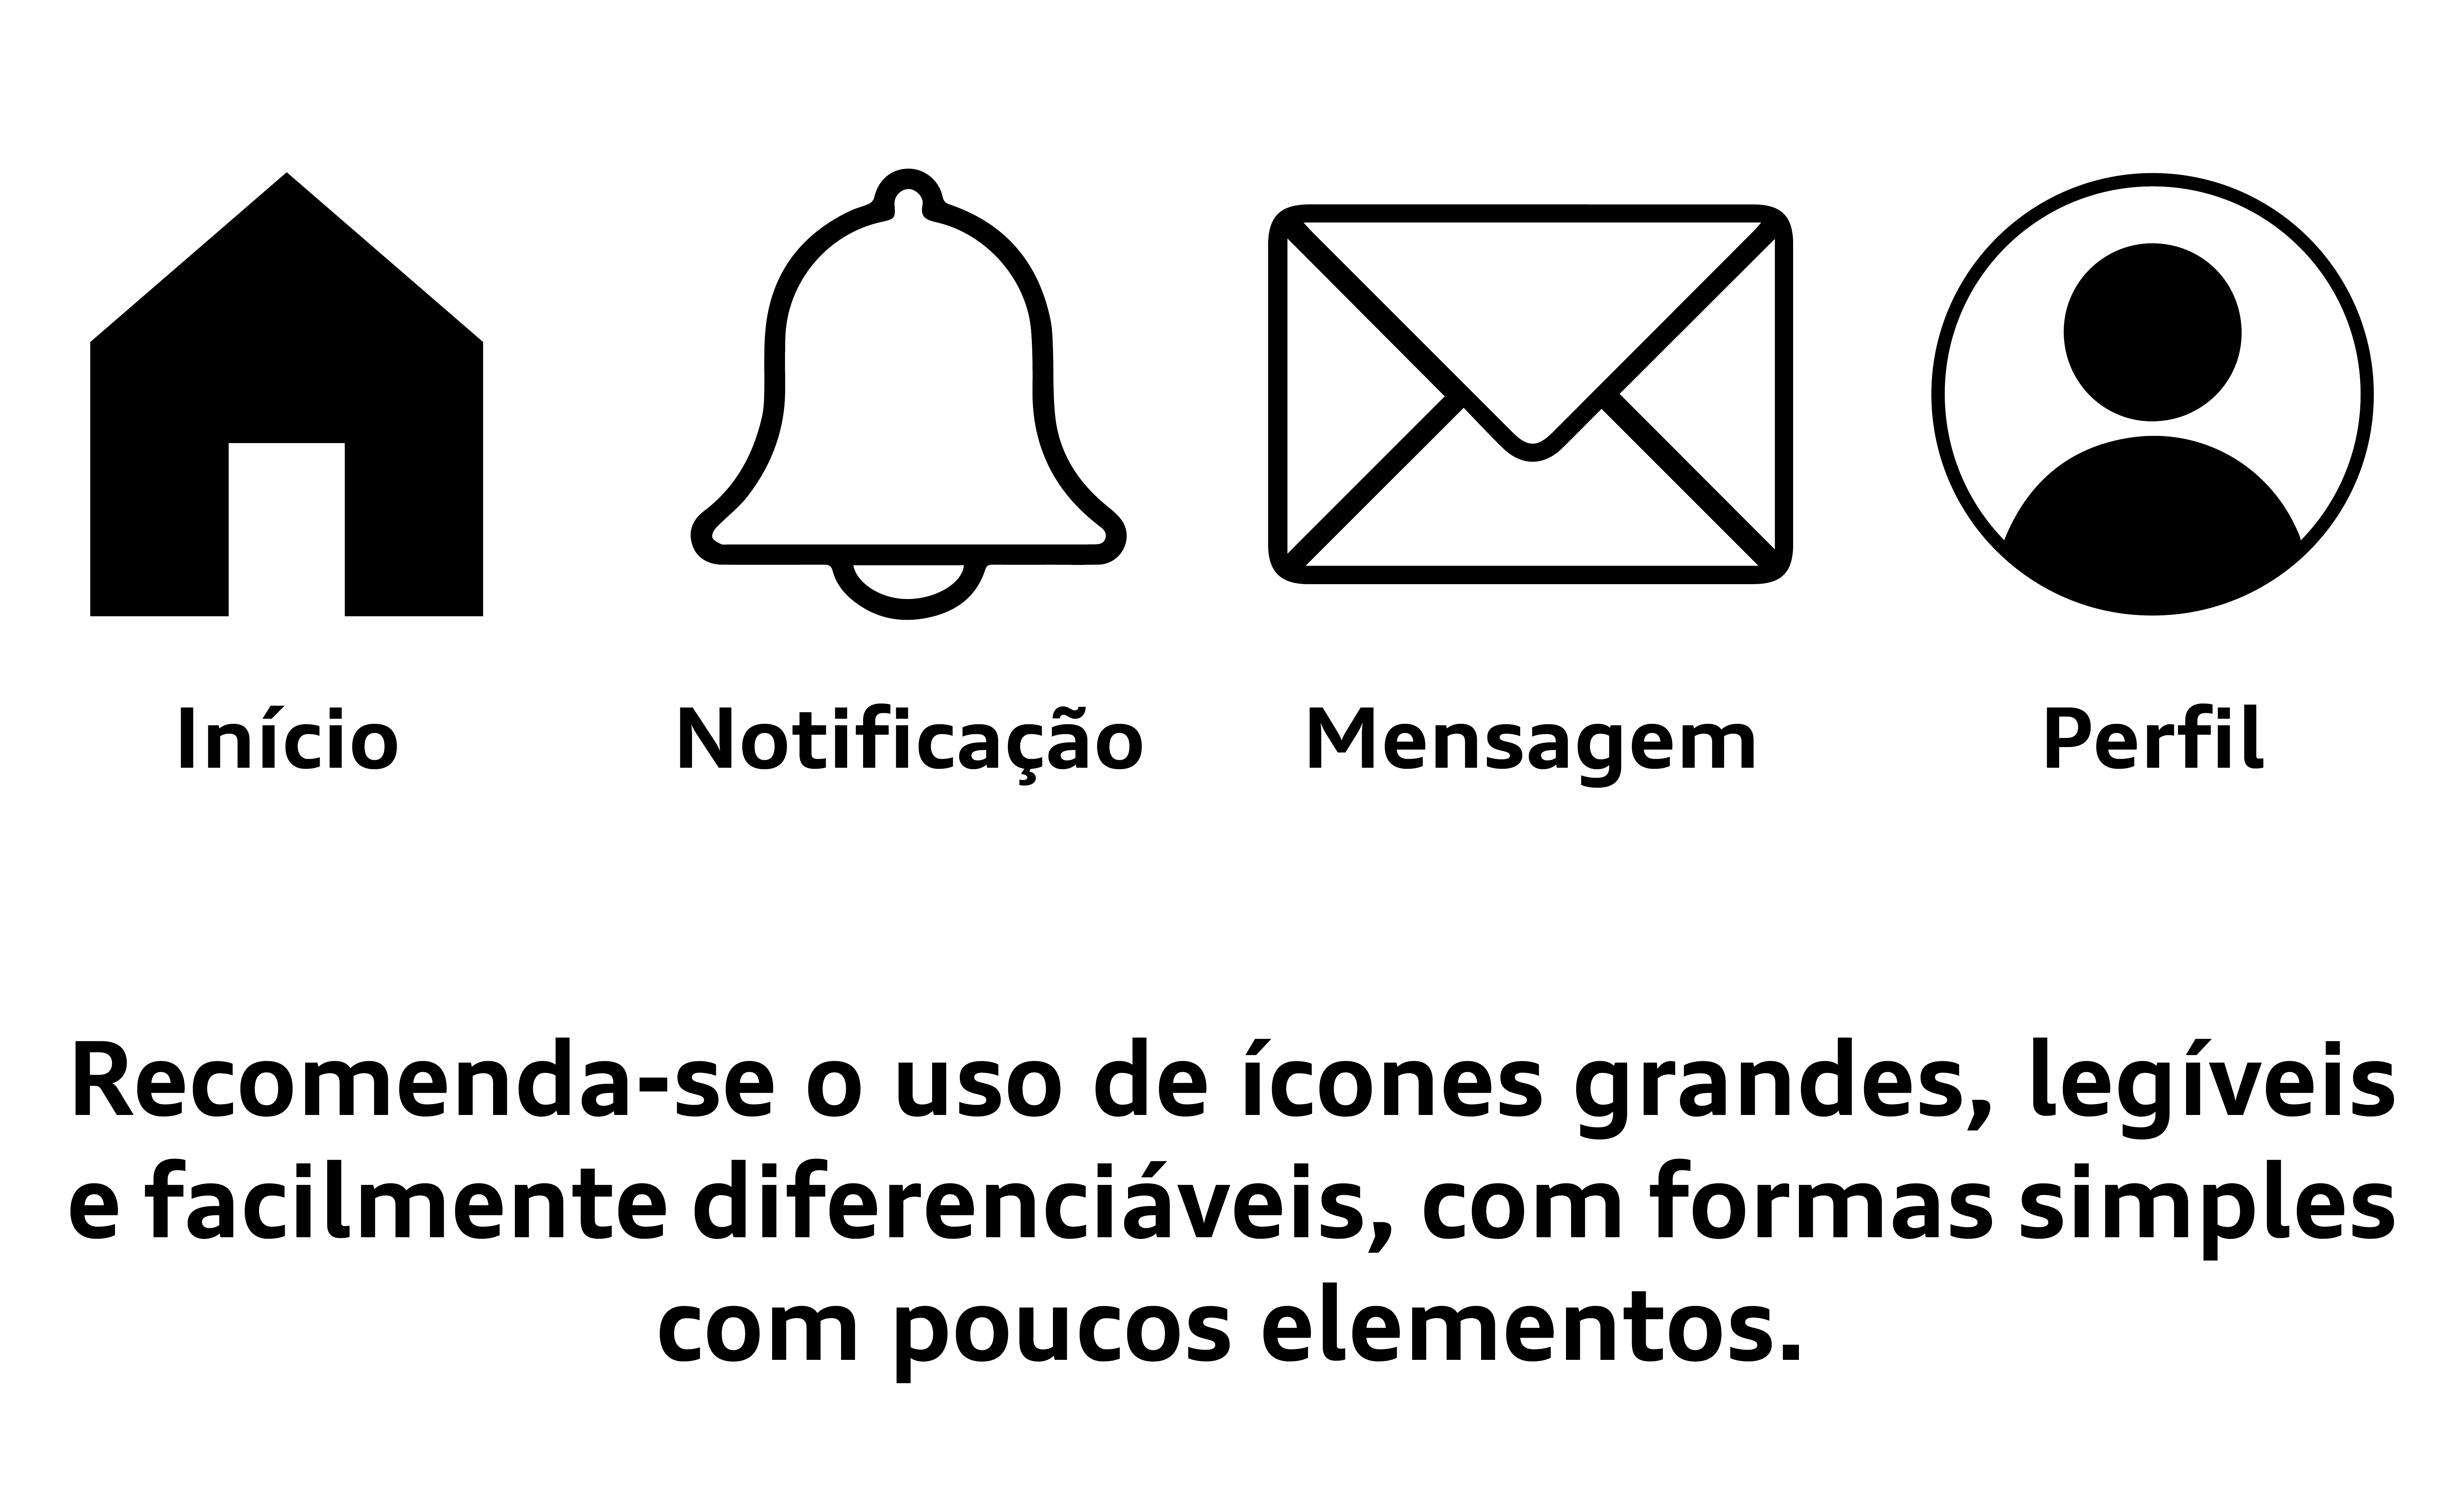 Início
Notificação
Mensagem
Perfil
Recomenda-se o uso de ícones grandes, legíveis
e facilmente diferenciáveis, com formas simples
com poucos elementos.